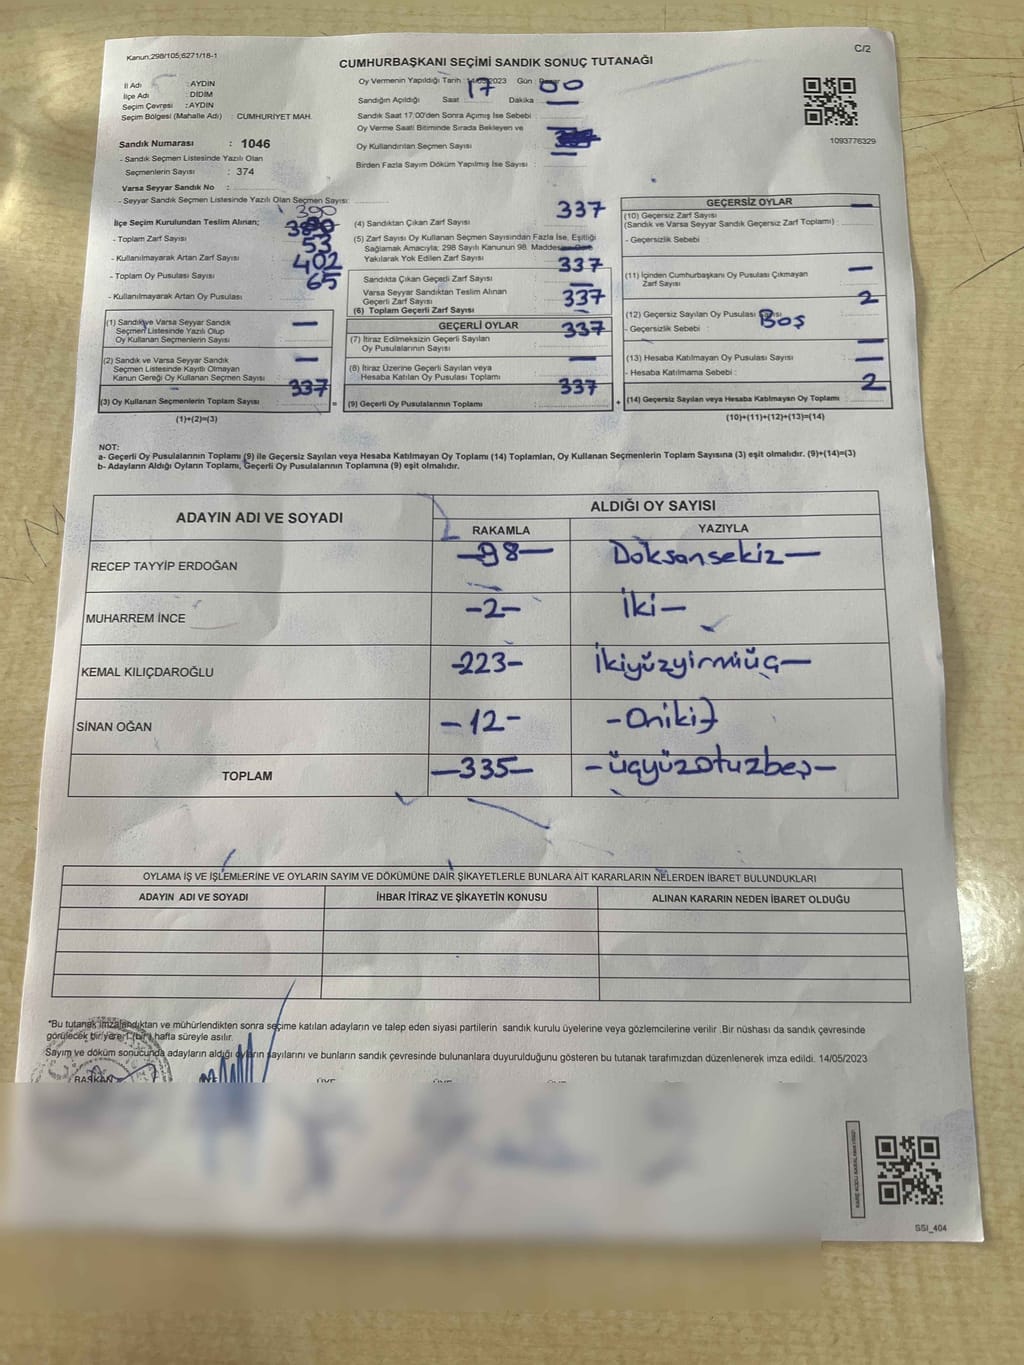 Kanun;298/105,6271/18-1
C/2
CUMHURBAŞKANI SEÇİMİ SANDIK SONUÇ TUTANAĞI
İl Adı : AYDIN
İlçe Adı : DİDİM
Seçim Çevresi : AYDIN
Seçim Bölgesi (Mahalle Adı) : CUMHURİYET MAH.
Sandık Numarası : 1046
- Sandık Seçmen Listesinde Yazılı Olan
Seçmenlerin Sayısı : 374
Varsa Seyyar Sandık No :
- Seyyar Sandık Seçmen Listesinde Yazılı Olan Seçmen Sayısı:
Oy Vermenin Yapıldığı Tarih : 14/05/2023 Gün :
Sandığın Açıldığı Saat 17 Dakika : 00
Sandık Saat 17:00'den Sonra Açımış İse Sebebi :
Oy Verme Saati Bitiminde Sırada Bekleyen ve
Oy Kullandırılan Seçmen Sayısı :
Birden Fazla Sayım Döküm Yapılmış İse Sayısı :
1093776329
İlçe Seçim Kurulundan Teslim Alınan; 390
- Toplam Zarf Sayısı
- Kullanılmayarak Artan Zarf Sayısı : 53
- Toplam Oy Pusulası Sayısı : 402
- Kullanılmayarak Artan Oy Pusulası : 65
(1) Sandık ve Varsa Seyyar Sandık
Seçmen Listesinde Yazılı Olup
Oy Kullanan Seçmenlerin Sayısı : —
(2) Sandık ve Varsa Seyyar Sandık
Seçmen Listesinde Kayıtlı Olmayan
Kanun Gereği Oy Kullanan Seçmen Sayısı : —
(3) Oy Kullanan Seçmenlerin Toplam Sayısı : 337
(1)+(2)=(3)
(4) Sandıktan Çıkan Zarf Sayısı : 337
(5) Zarf Sayısı Oy Kullanan Seçmen Sayısından Fazla İse, Eşitliği
Sağlamak Amacıyla; 298 Sayılı Kanunun 98. Maddesi
Yakılarak Yok Edilen Zarf Sayısı : —
Sandıkta Çıkan Geçerli Zarf Sayısı : 337
Varsa Seyyar Sandıktan Teslim Alınan
Geçerli Zarf Sayısı : —
(6) Toplam Geçerli Zarf Sayısı : 337
GEÇERLİ OYLAR
(7) İtiraz Edilmeksizin Geçerli Sayılan
Oy Pusulalarının Sayısı : 337
(8) İtiraz Üzerine Geçerli Sayılan veya
Hesaba Katılan Oy Pusulası Toplamı : —
(9) Geçerli Oy Pusulalarının Toplamı : 337
GEÇERSİZ OYLAR
(10) Geçersiz Zarf Sayısı
(Sandık ve Varsa Seyyar Sandık Geçersiz Zarf Toplamı) : —
- Geçersizlik Sebebi :
(11) İçinden Cumhurbaşkanı Oy Pusulası Çıkmayan
Zarf Sayısı : —
(12) Geçersiz Sayılan Oy Pusulası Sayısı : 2
- Geçersizlik Sebebi : Boş
(13) Hesaba Katılmayan Oy Pusulası Sayısı : —
- Hesaba Katılmama Sebebi : —
(14) Geçersiz Sayılan veya Hesaba Katılmayan Oy Toplamı : 2
(10)+(11)+(12)+(13)=(14)
NOT:
a- Geçerli Oy Pusulalarının Toplamı (9) ile Geçersiz Sayılan veya Hesaba Katılmayan Oy Toplamı (14) Toplamları, Oy Kullanan Seçmenlerin Toplam Sayısına (3) eşit olmalıdır. (9)+(14)=(3)
b- Adayların Aldığı Oyların Toplamı, Geçerli Oy Pusulalarının Toplamına (9) eşit olmalıdır.
ADAYIN ADI VE SOYADI
ALDIĞI OY SAYISI
RAKAMLA YAZIYLA
RECEP TAYYİP ERDOĞAN —98— Doksansekiz—
MUHARREM İNCE -2- İki—
KEMAL KILIÇDAROĞLU -223- İkiyüzyirmiüç—
SİNAN OĞAN -12- -Oniki-
TOPLAM —335— -üçyüzotuzbeş—
OYLAMA İŞ VE İŞLEMLERİNE VE OYLARIN SAYIM VE DÖKÜMÜNE DAİR ŞİKAYETLERLE BUNLARA AİT KARARLARIN NELERDEN İBARET BULUNDUKLARI
ADAYIN ADI VE SOYADI İHBAR İTİRAZ VE ŞİKAYETİN KONUSU ALINAN KARARIN NEDEN İBARET OLDUĞU
*Bu tutanak imzalandıktan ve mühürlendikten sonra seçime katılan adayların ve talep eden siyasi partilerin sandık kurulu üyelerine veya gözlemcilerine verilir .Bir nüshası da sandık çevresinde
görülecek bir yere1 (bir) hafta süreyle asılır.
Sayım ve döküm sonucunda adayların aldığı oyların sayılarını ve bunların sandık çevresinde bulunanlara duyurulduğunu gösteren bu tutanak tarafımızdan düzenlenerek imza edildi. 14/05/2023
BAŞKAN ÜYE ÜYE ÜYE ÜYE
SSI_404